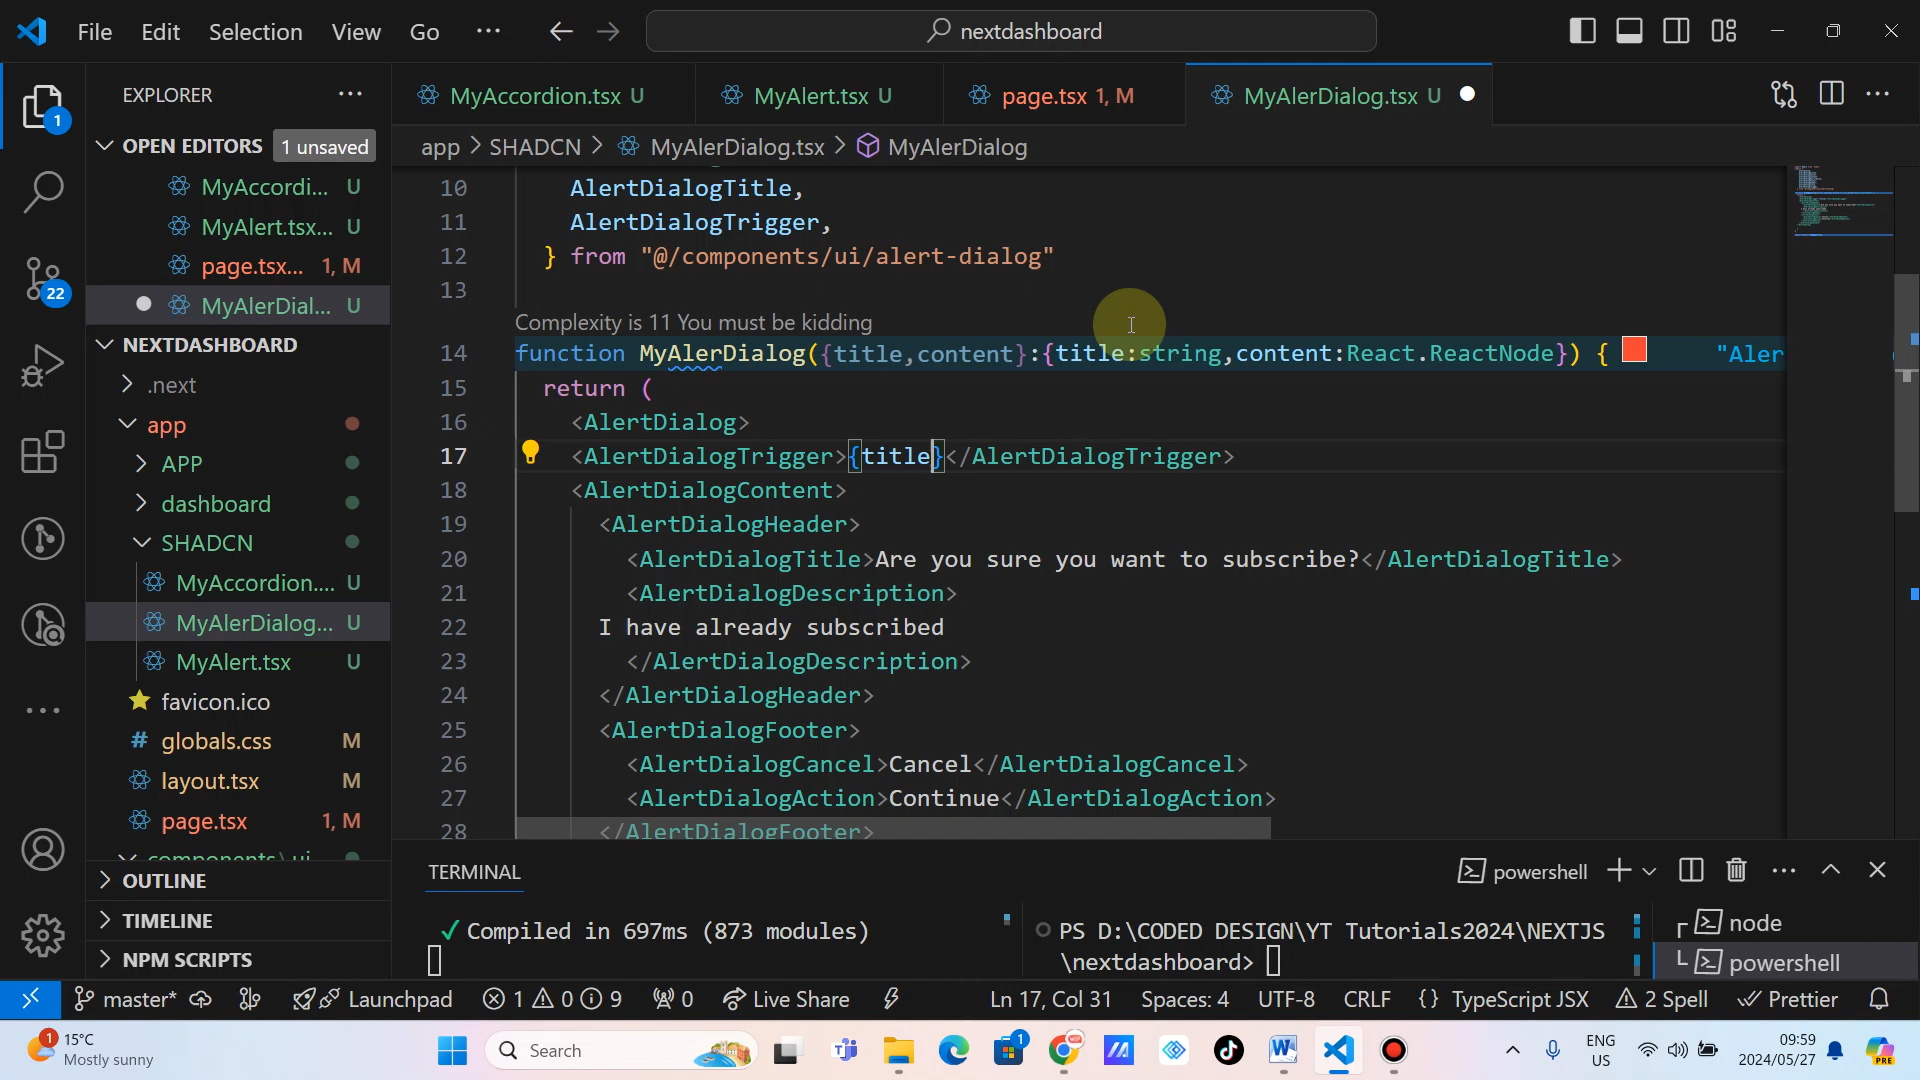 File Edit Selection View Go ··· nextdashboard
EXPLORER ···
OPEN EDITORS 1 unsaved
MyAccordi... U
MyAlert.tsx... U
page.tsx... 1, M
MyAlerDial... U
NEXTDASHBOARD
.next
app
APP
dashboard
SHADCN
MyAccordion.... U
MyAlerDialog... U
MyAlert.tsx U
favicon.ico
# globals.css M
layout.tsx M
page.tsx 1, M
components\ui
OUTLINE
TIMELINE
NPM SCRIPTS
1
22
MyAccordion.tsx U MyAlert.tsx U page.tsx 1, M MyAlerDialog.tsx U
app > SHADCN > MyAlerDialog.tsx > MyAlerDialog
10 AlertDialogTitle,
11 AlertDialogTrigger,
12 } from "@/components/ui/alert-dialog"
13
Complexity is 11 You must be kidding
14 function MyAlerDialog({title,content}:{title:string,content:React.ReactNode}) { "Aler
15 return (
16 <AlertDialog>
17 <AlertDialogTrigger>{title}</AlertDialogTrigger>
18 <AlertDialogContent>
19 <AlertDialogHeader>
20 <AlertDialogTitle>Are you sure you want to subscribe?</AlertDialogTitle>
21 <AlertDialogDescription>
22 I have already subscribed
23 </AlertDialogDescription>
24 </AlertDialogHeader>
25 <AlertDialogFooter>
26 <AlertDialogCancel>Cancel</AlertDialogCancel>
27 <AlertDialogAction>Continue</AlertDialogAction>
28 </AlertDialogFooter>
TERMINAL powershell
✓ Compiled in 697ms (873 modules)
PS D:\CODED DESIGN\YT Tutorials2024\NEXTJS
\nextdashboard>
node
powershell
master* Launchpad 1 0 9 0 Live Share Ln 17, Col 31 Spaces: 4 UTF-8 CRLF {} TypeScript JSX 2 Spell Prettier
1 15°C
Mostly sunny
Search
1
PRE
ENG
US
09:59
2024/05/27